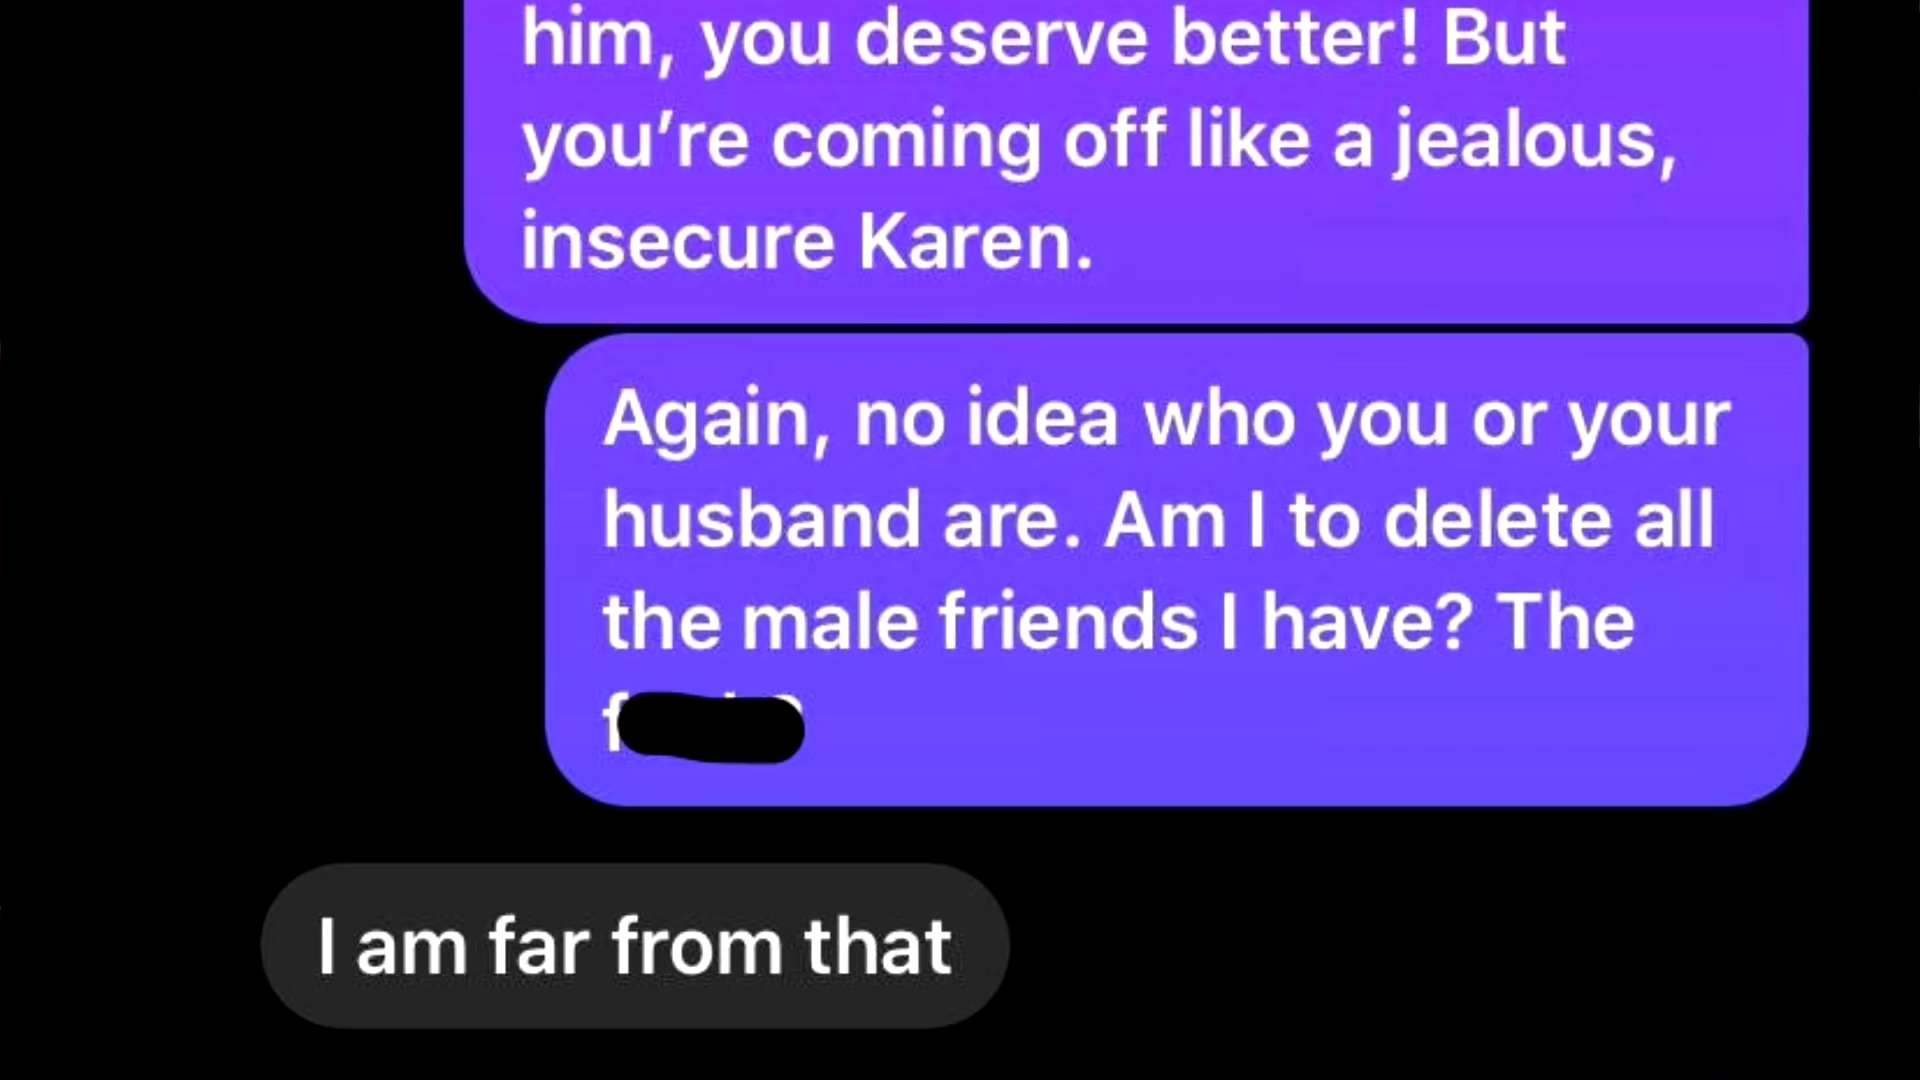 him, you deserve better! But
you’re coming off like a jealous,
insecure Karen.
Again, no idea who you or your
husband are. Am I to delete all
the male friends I have? The
I am far from that